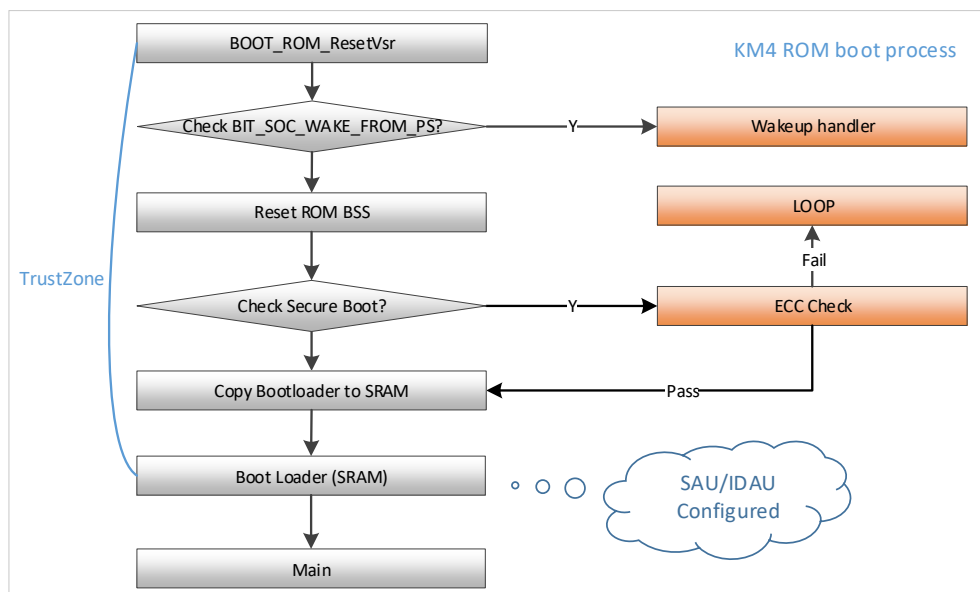 BOOT_ROM_ResetVsr
KM4 ROM boot process
Check BIT_SOC_WAKE_FROM_PS?
Y
Wakeup handler
Reset ROM BSS
LOOP
Fail
TrustZone
Check Secure Boot?
Y
ECC Check
Copy Bootloader to SRAM
Pass
Boot Loader (SRAM)
SAU/IDAU
Configured
Main